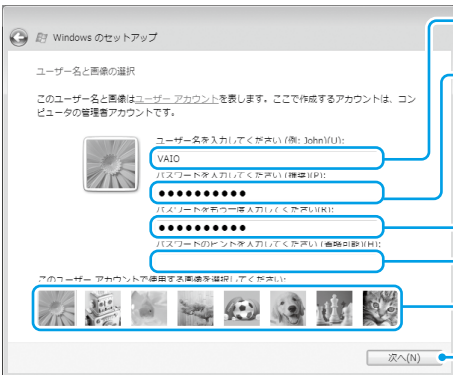 Windows のセットアップ
ユーザー名と画像の選択
このユーザー名と画像はユーザー アカウントを表します。ここで作成するアカウントは、コン
ピュータの管理者アカウントです。
ユーザー名を入力してください (例: John)(U):
VAIO
パスワードを入力してください (推奨)(P):
●●●●●●●●●●
パスワードをもう一度入力してください(R):
●●●●●●●●●●
パスワードのヒントを入力してください (省略可能)(H):
このユーザー アカウントで使用する画像を選択してください:
次へ(N)